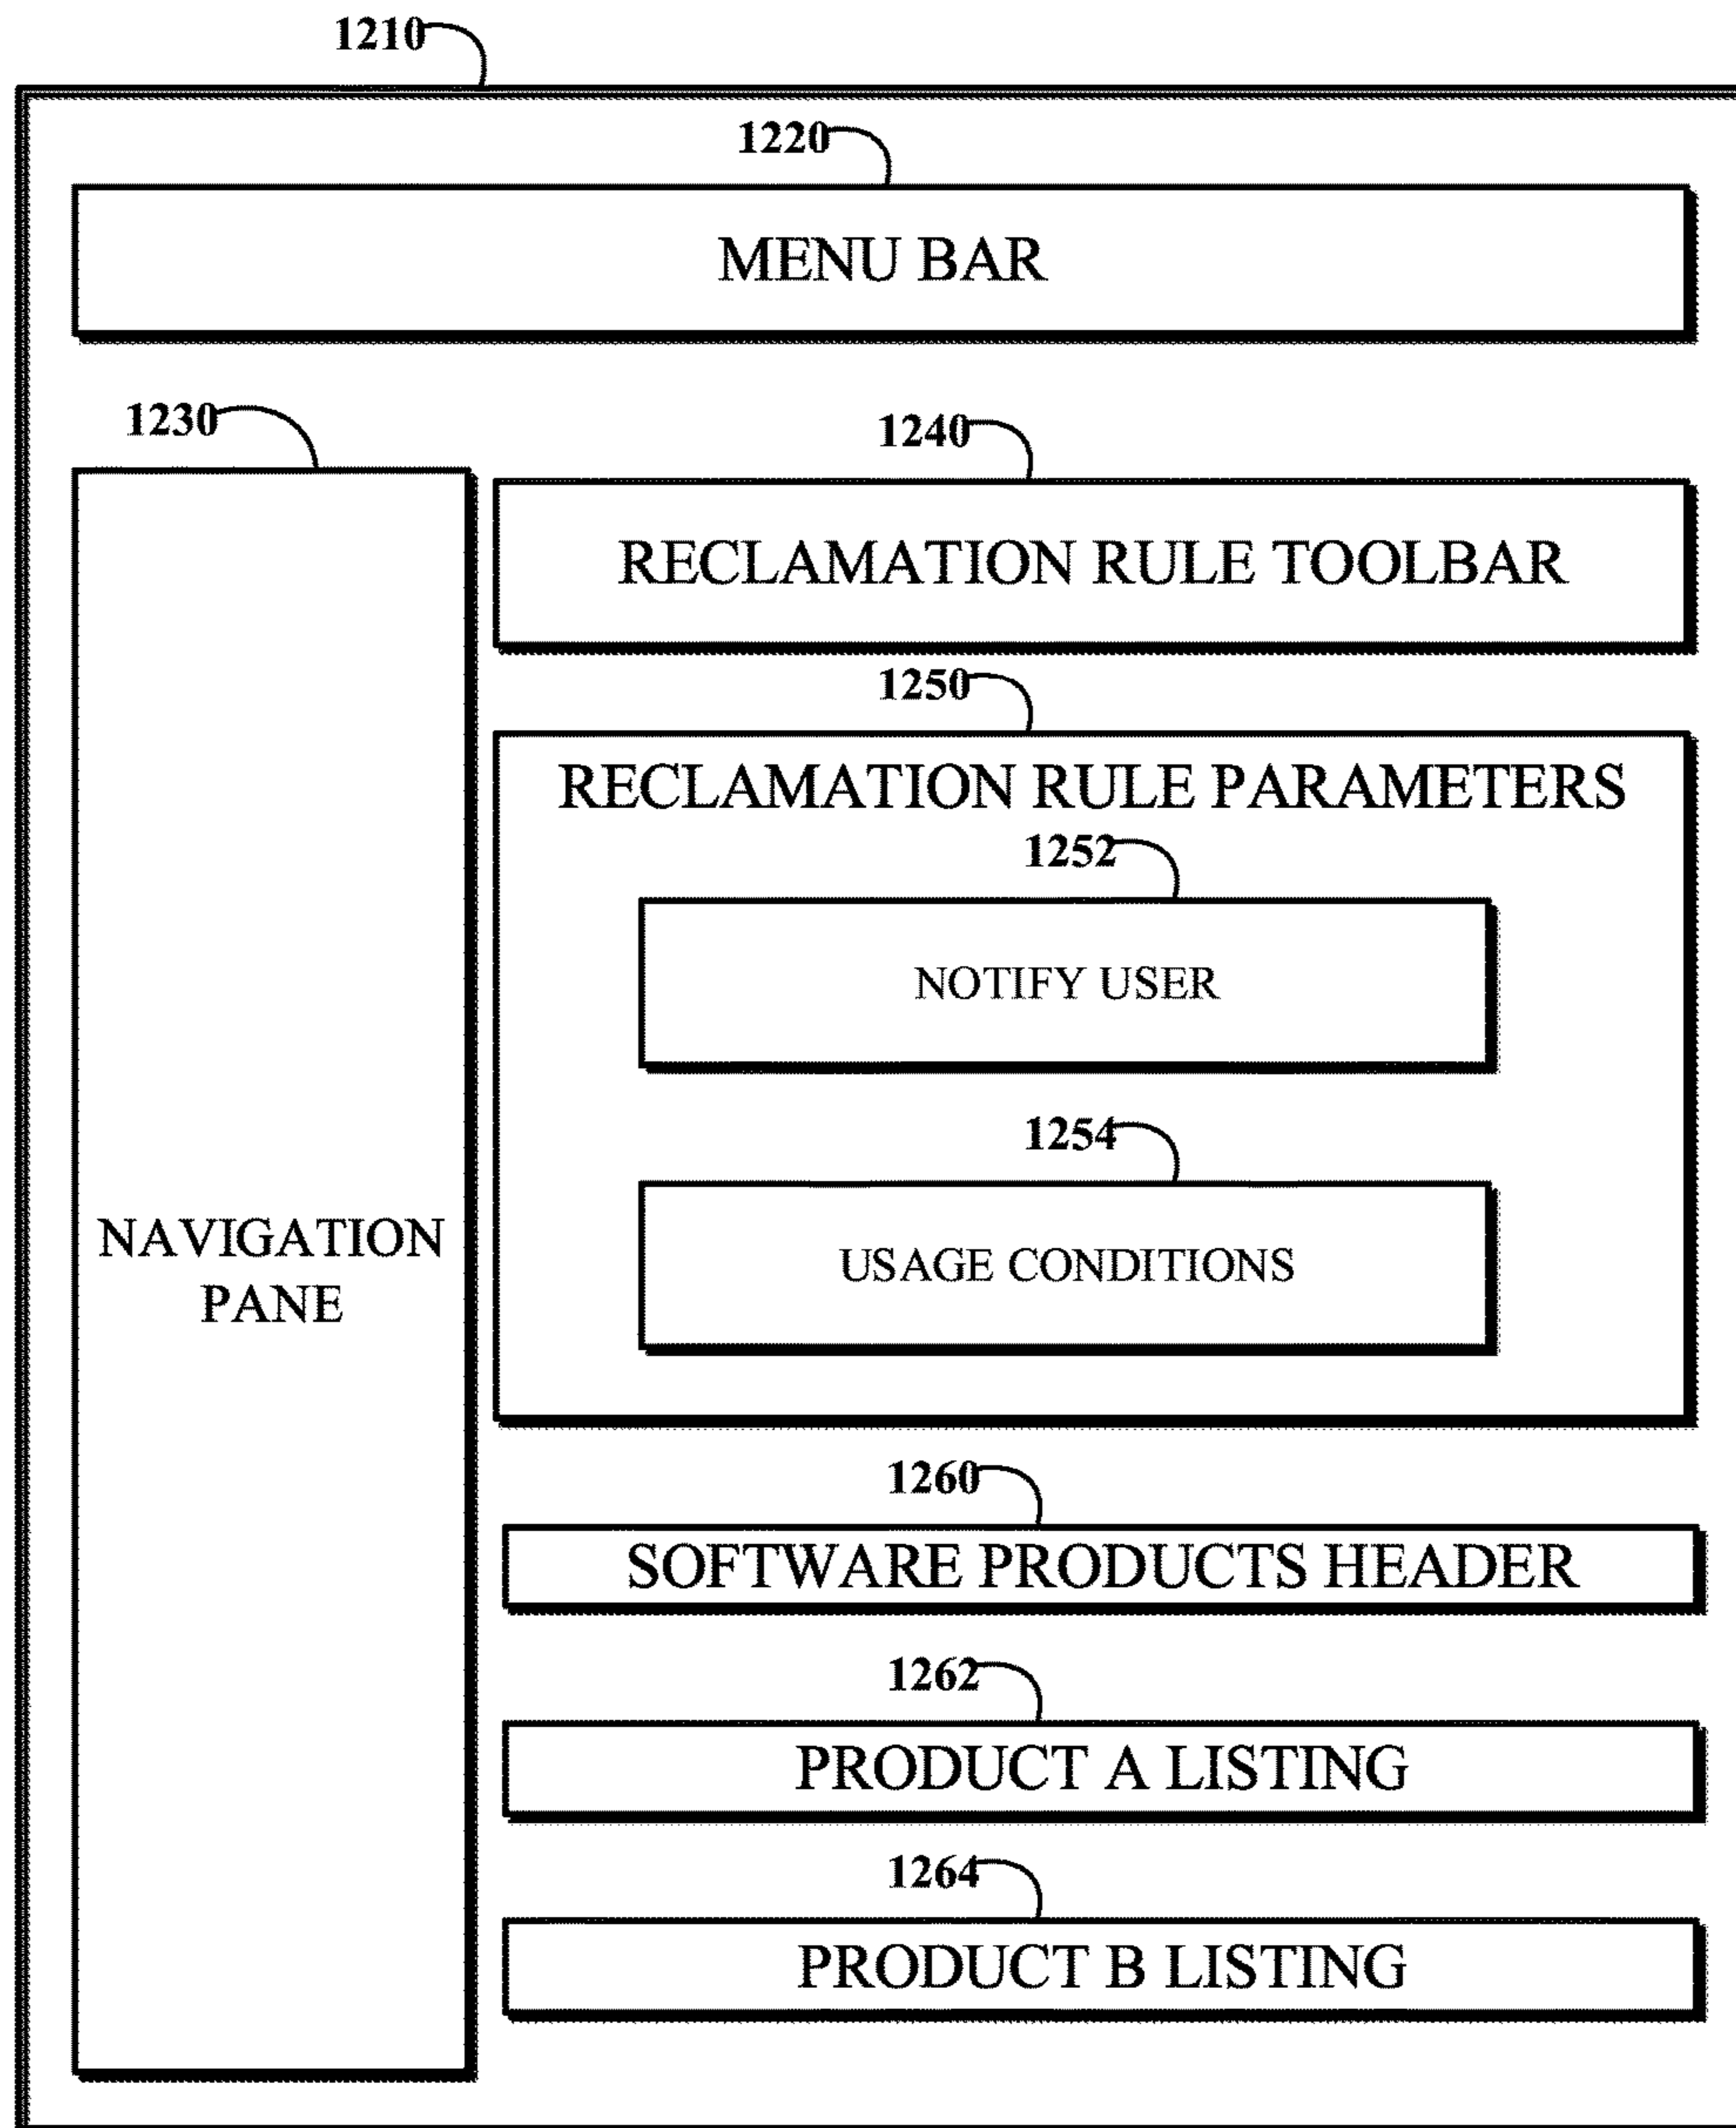 1210
1220
MENU BAR
1230
NAVIGATION
PANE
1240
RECLAMATION RULE TOOLBAR
1250
RECLAMATION RULE PARAMETERS
1252
NOTIFY USER
1254
USAGE CONDITIONS
1260
SOFTWARE PRODUCTS HEADER
1262
PRODUCT A LISTING
1264
PRODUCT B LISTING